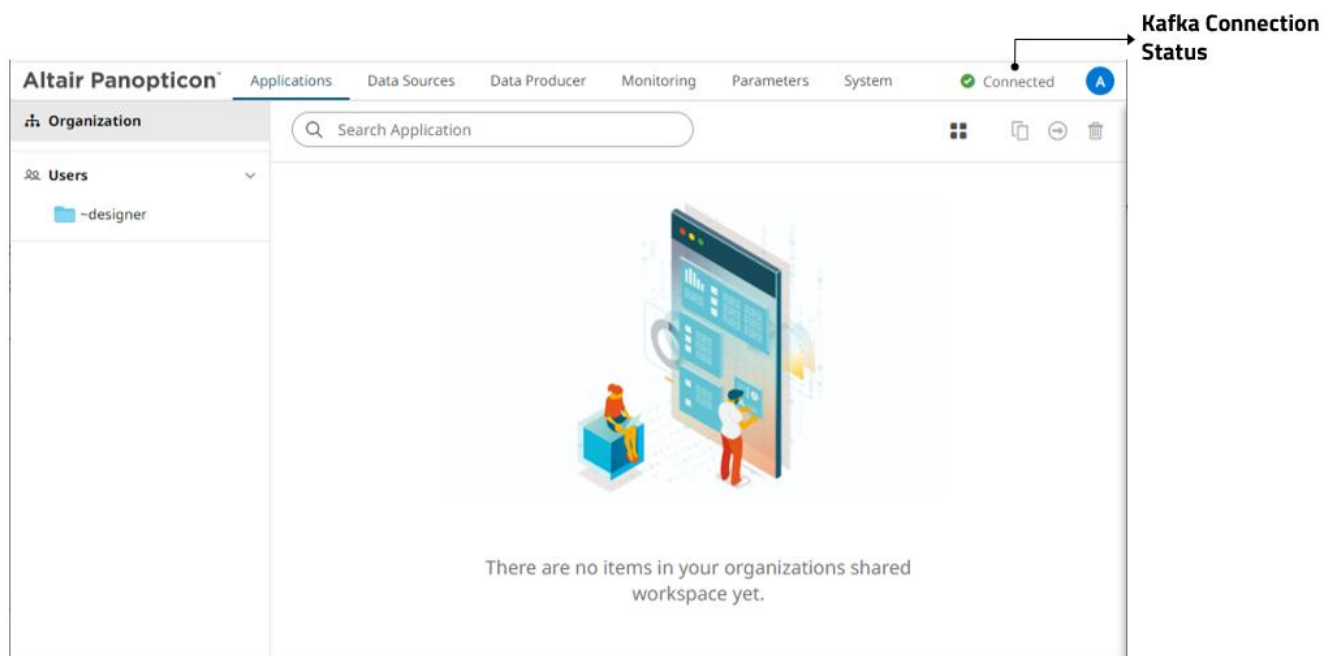 Kafka Connection
Status
Altair Panopticon™ Applications Data Sources Data Producer Monitoring Parameters System Connected A
Organization
Search Application
Users
~designer
There are no items in your organizations shared
workspace yet.